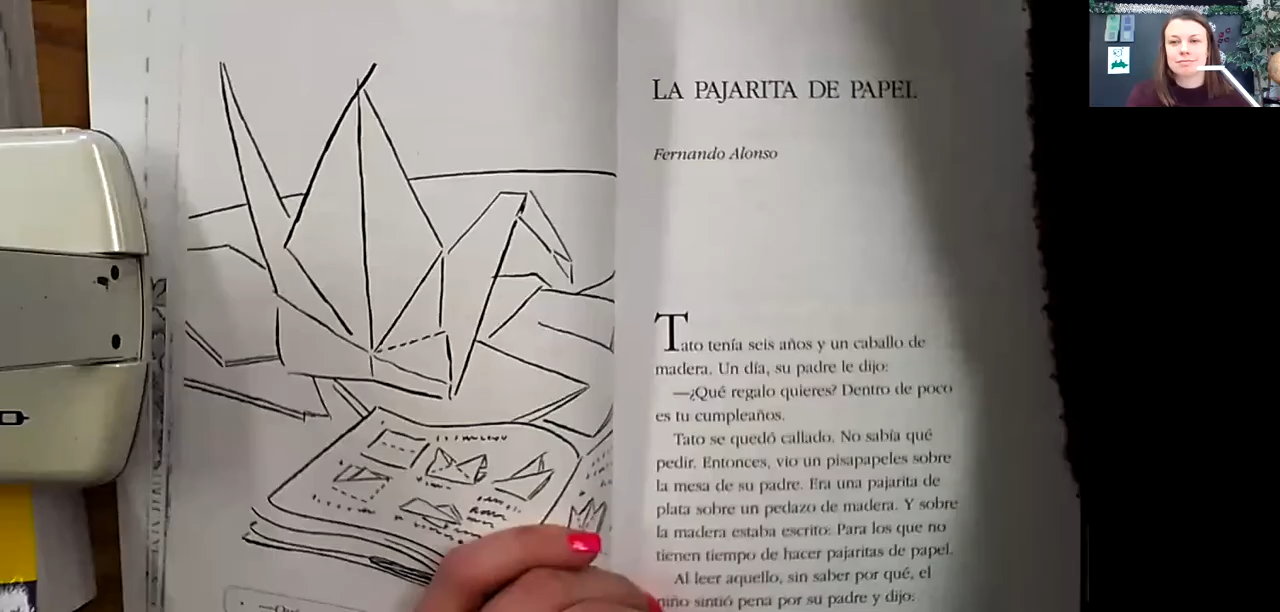 LA PAJARITA DE PAPEL
Fernando Alonso
Tato tenía seis años y un caballo de
madera. Un día, su padre le dijo:
—¿Qué regalo quieres? Dentro de poco
es tu cumpleaños.
Tato se quedó callado. No sabía qué
pedir. Entonces, vio un pisapapeles sobre
la mesa de su padre. Era una pajarita de
plata sobre un pedazo de madera. Y sobre
la madera estaba escrito: Para los que no
tienen tiempo de hacer pajaritas de papel.
Al leer aquello, sin saber por qué, el
niño sintió pena por su padre y dijo: